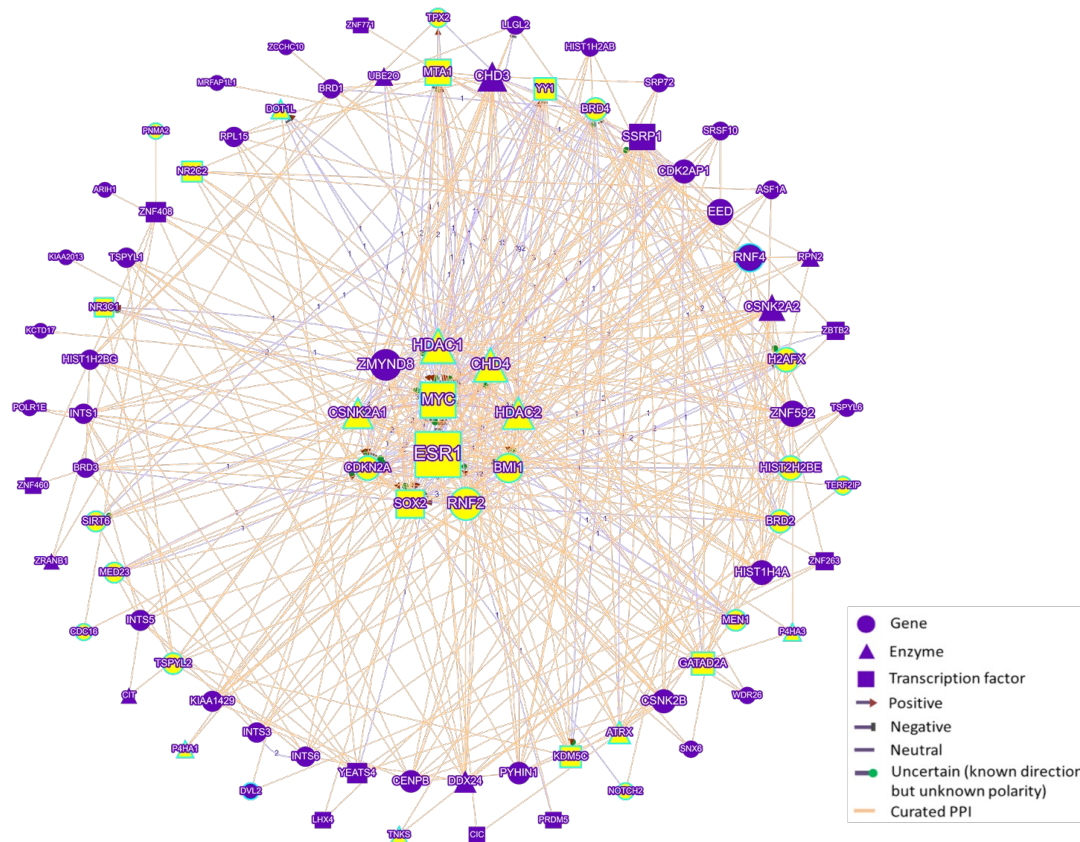 TPX2
ZNF771
LLGL2
ZCCHC10
HIST1H2AB
MTA1
CHD3
UBE2O
MRFAP1L1
BRD1
YY1
SRP72
DOT1L
BRD4
PNMA2
RPL15
SSRP1
SRSF10
NR2C2
CDK2AP1
ARIH1
ASF1A
ZNF408
EED
KIAA2013
TSPYL1
RNF4
RPN2
NR3C1
CSNK2A2
KCTD17
ZBTB2
HDAC1
HIST1H2BG
ZMYND8
CHD4
H2AFX
MYC
POLR1E
INTS1
CSNK2A1
HDAC2
ZNF592
TSPYL6
ESR1
BRD3
CDKN2A
BMI1
HIST2H2BE
ZNF460
TERF2IP
SOX2
RNF2
SIRT6
BRD2
ZRANB1
ZNF263
MED23
HIST1H4A
CDC16
INTS5
MEN1
P4HA3
TSPYL2
GATAD2A
CIT
KIAA1429
CSNK2B
WDR26
INTS3
ATRX
P4HA1
INTS6
KDM5C
SNX6
YEATS4
CENPB
DDX24
PYHIN1
DVL2
NOTCH2
LHX4
TNKS
CIC
PRDM5
Gene
Enzyme
Transcription factor
Positive
Negative
Neutral
Uncertain (known direction
but unknown polarity)
Curated PPI